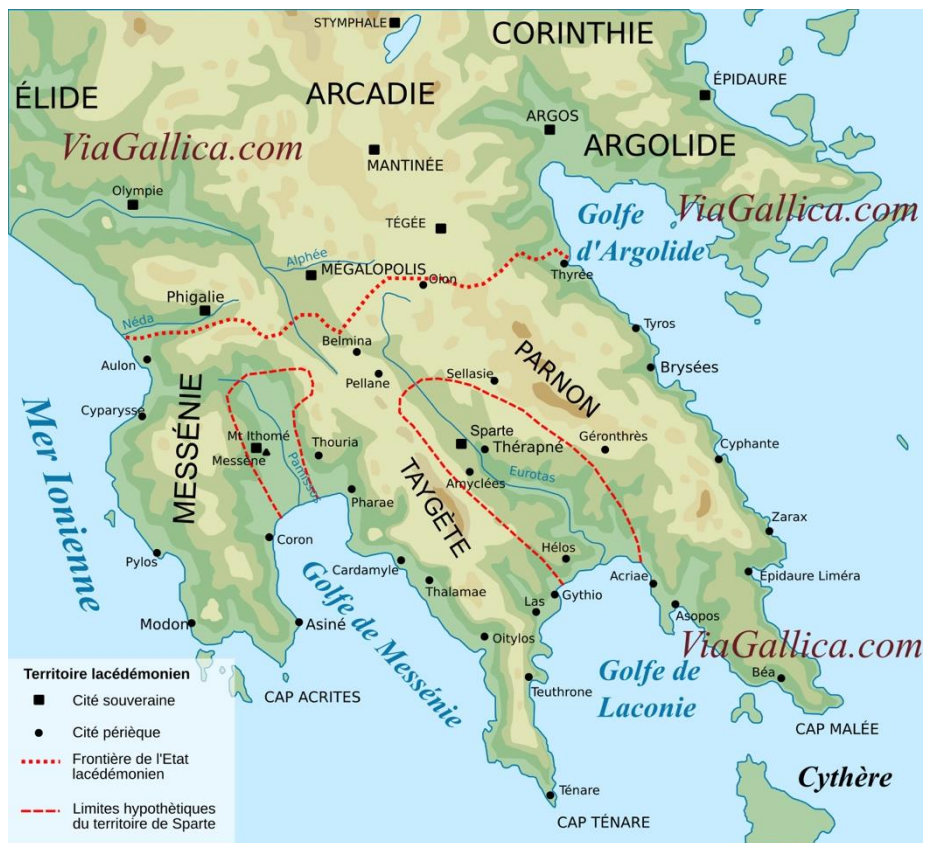 STYMPHALE
CORINTHIE
ÉPIDAURE
ÉLIDE
ARCADIE
ARGOS
ARGOLIDE
ViaGallica.com
MANTINÉE
Olympie
TÉGÉE
Golfe
d'Argolide
ViaGallica.com
Alphée
MÉGALOPOLIS
Oion
Thyrée
Phigalie
Néda
Tyros
Belmina
Aulon
Pellane
Sellasie
PARNON
Brysées
MESSÉNIE
Cyparysse
Mt Ithomé
Messène
Pamissos
Thouria
Sparte
Thérapné
Géronthrès
Cyphante
Amyclées
Eurotas
TAYGÈTE
Pharae
Mer Ionienne
Zarax
Coron
Pylos
Cardamyle
Hélos
Thalamae
Gythio
Acriae
Épidaure Liméra
Las
Asopos
Modon
Asiné
Golfe de Messénie
Oitylos
ViaGallica.com
Golfe de
Laconie
Béa
Teuthrone
CAP ACRITES
CAP MALÉE
Cythère
Ténare
CAP TÉNARE
Territoire lacédémonien
Cité souveraine
Cité périèque
Frontière de l'Etat
lacédémonien
Limites hypothètiques
du territoire de Sparte